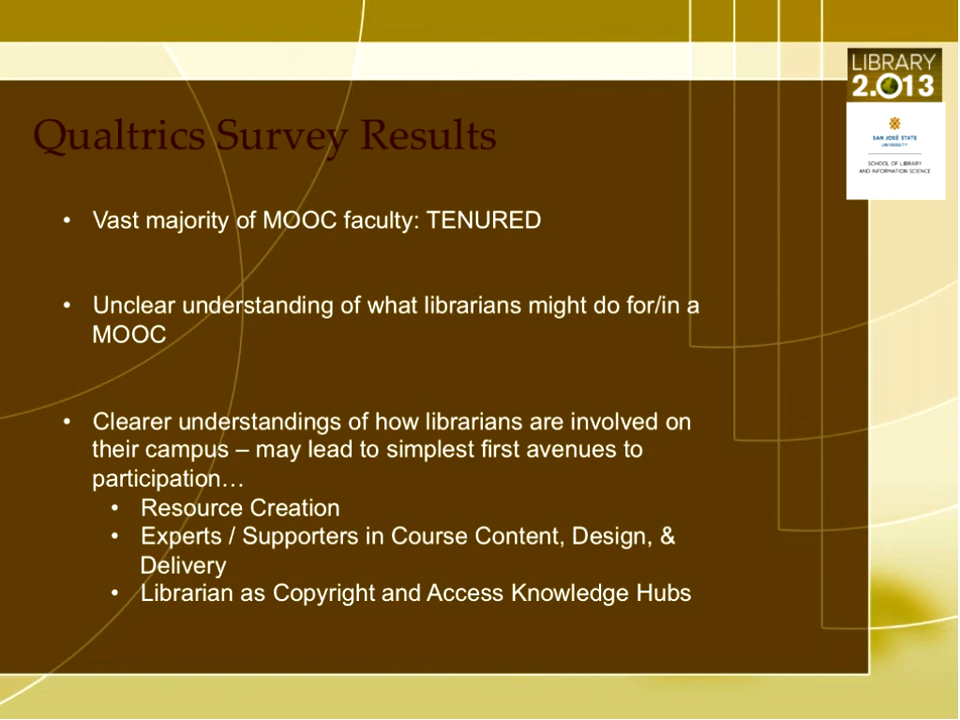 LIBRARY
2.013
SAN JOSÉ STATE
UNIVERSITY
SCHOOL OF LIBRARY
AND INFORMATION SCIENCE
Qualtrics Survey Results
• Vast majority of MOOC faculty: TENURED
• Unclear understanding of what librarians might do for/in a
MOOC
• Clearer understandings of how librarians are involved on
their campus – may lead to simplest first avenues to
participation…
• Resource Creation
• Experts / Supporters in Course Content, Design, &
Delivery
• Librarian as Copyright and Access Knowledge Hubs